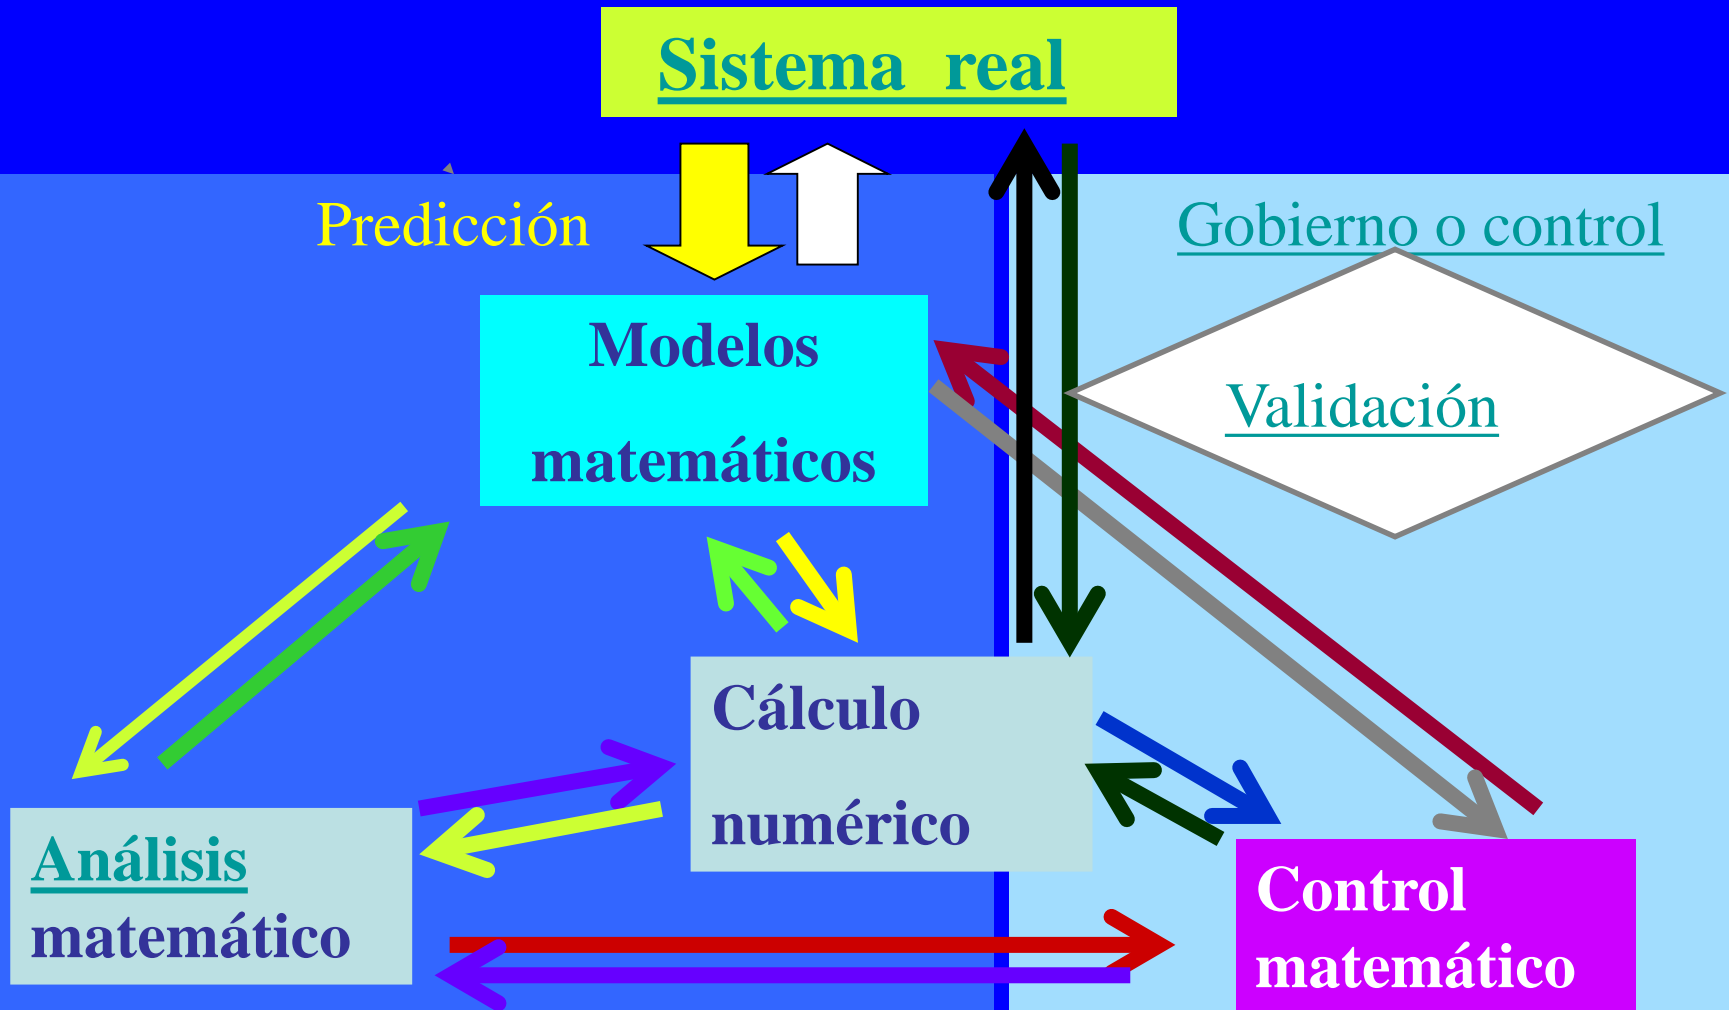 Sistema real
Predicción
Gobierno o control
Modelos
matemáticos
Validación
Cálculo
numérico
Análisis
matemático
Control
matemático